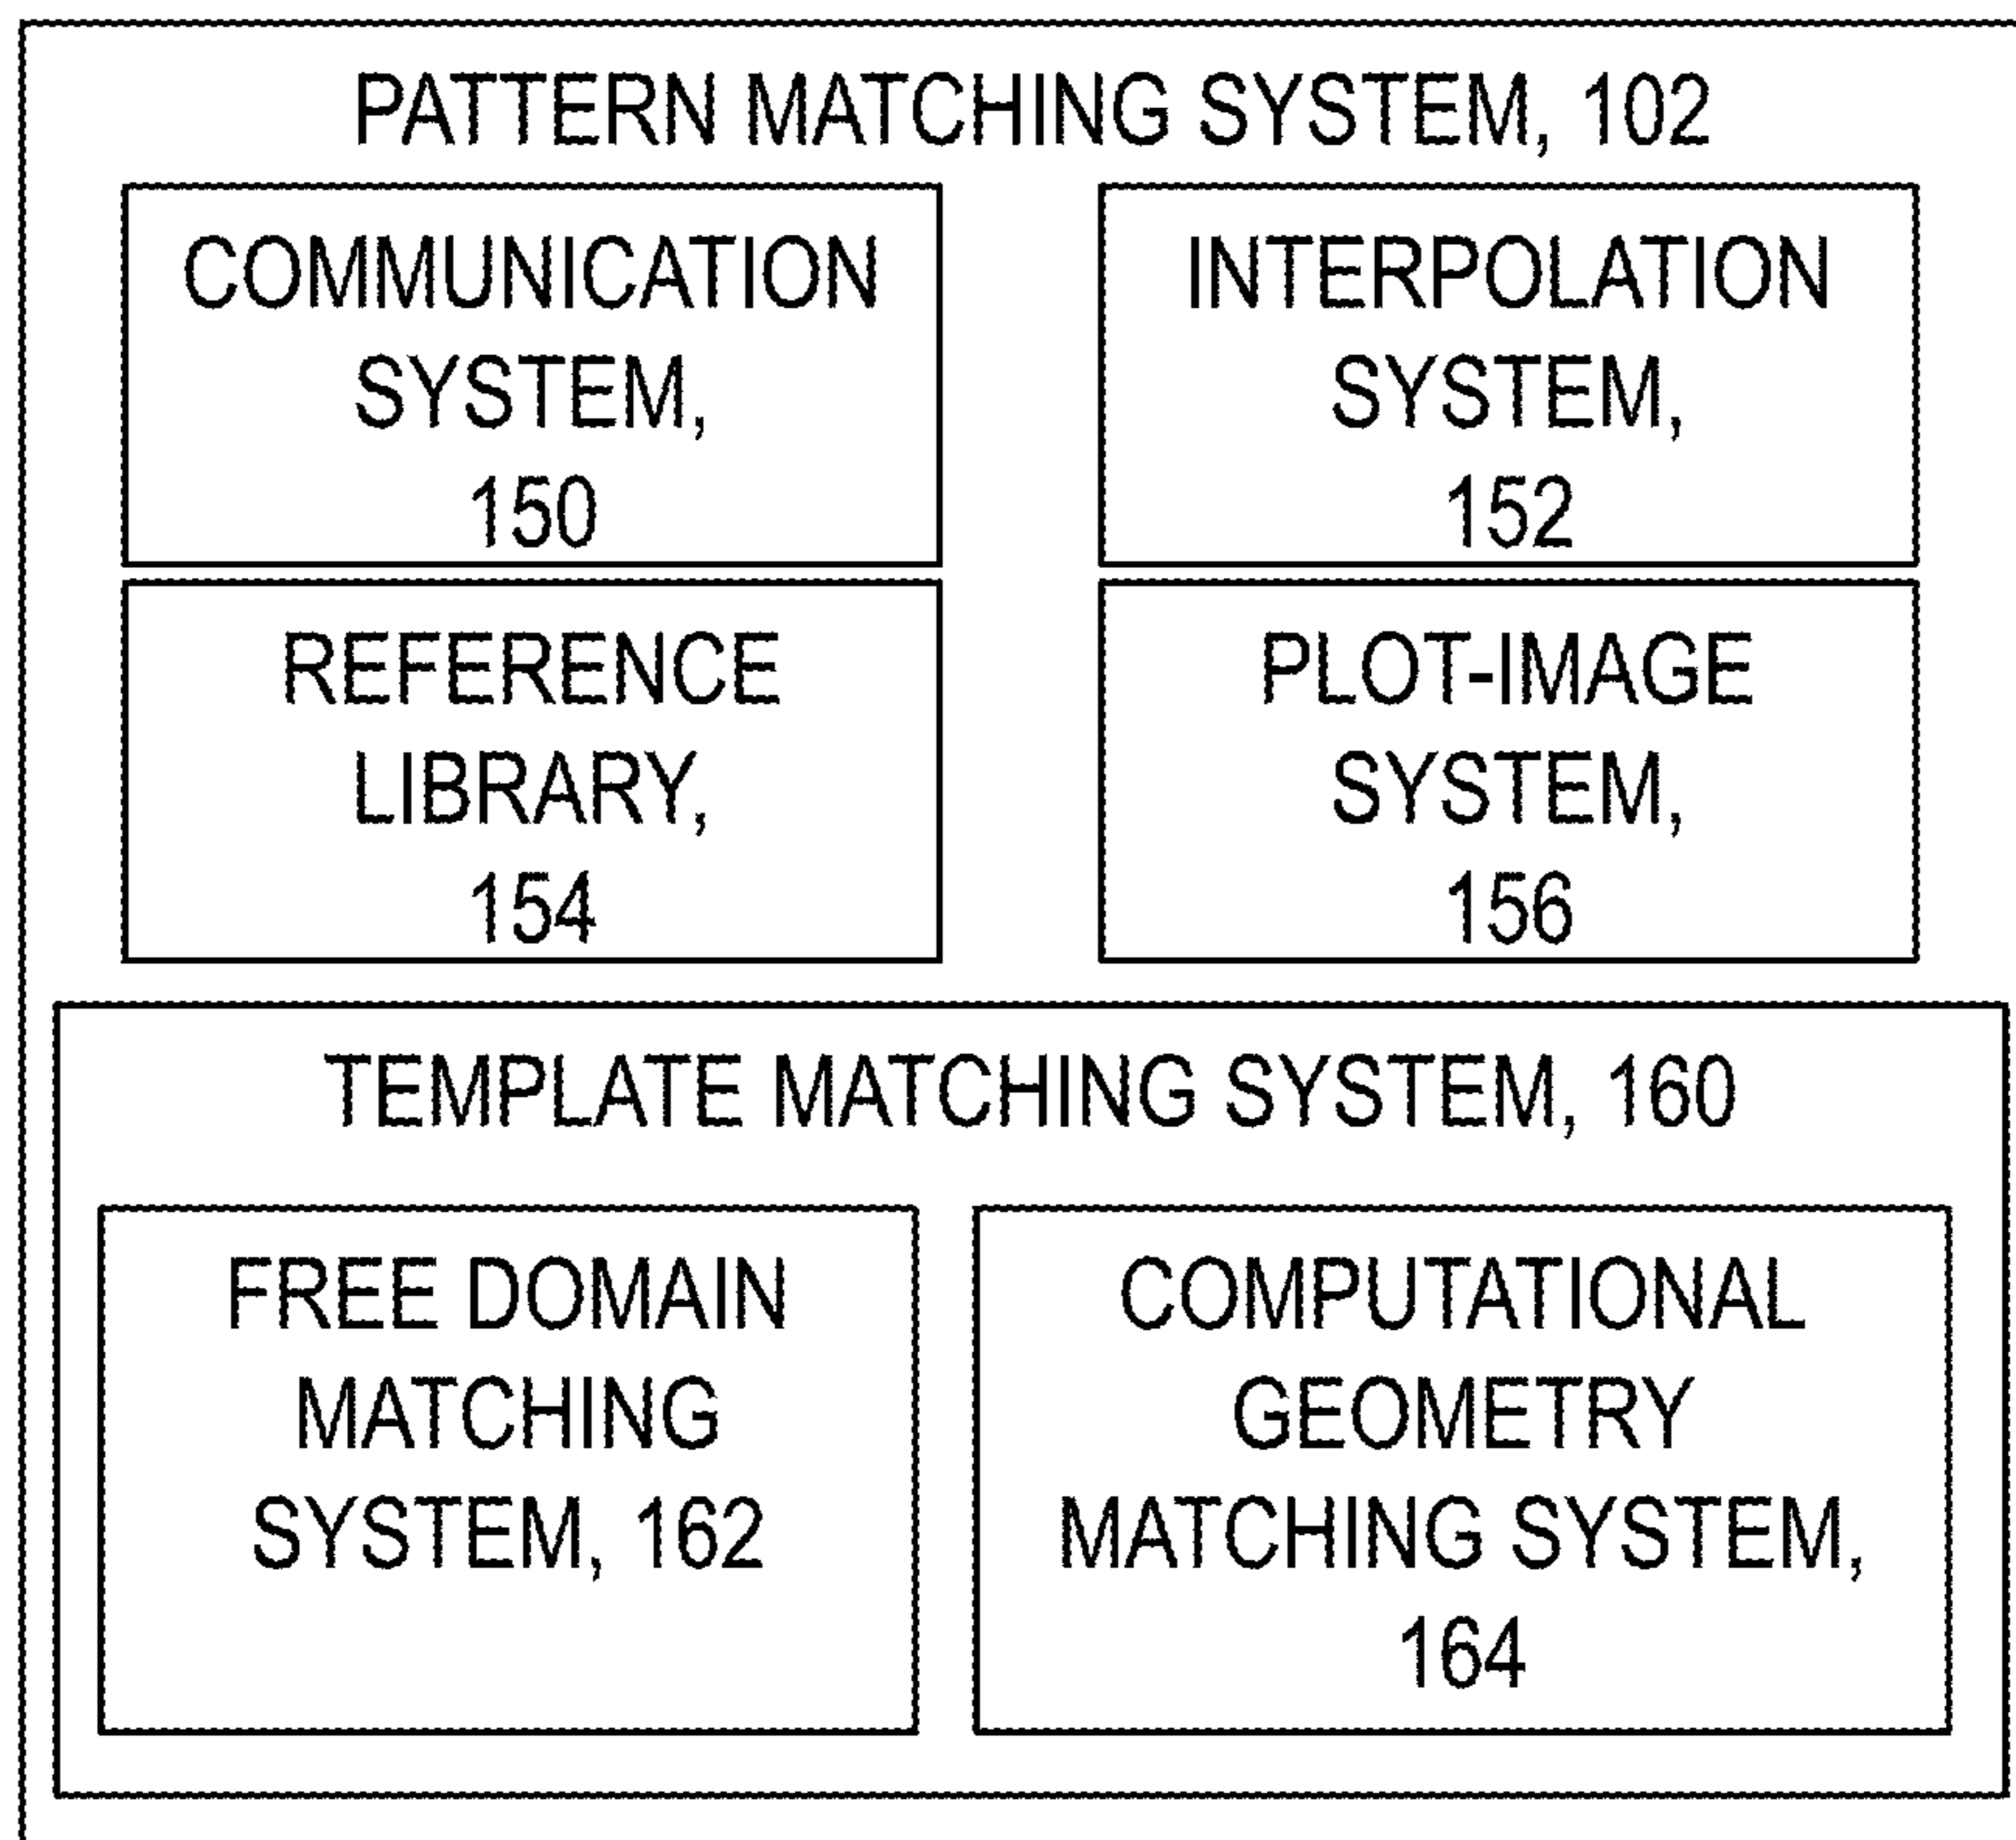 PATTERN MATCHING SYSTEM, 102
COMMUNICATION
SYSTEM,
150
INTERPOLATION
SYSTEM,
152
REFERENCE
LIBRARY,
154
PLOT-IMAGE
SYSTEM,
156
TEMPLATE MATCHING SYSTEM, 160
FREE DOMAIN
MATCHING
SYSTEM, 162
COMPUTATIONAL
GEOMETRY
MATCHING SYSTEM,
164